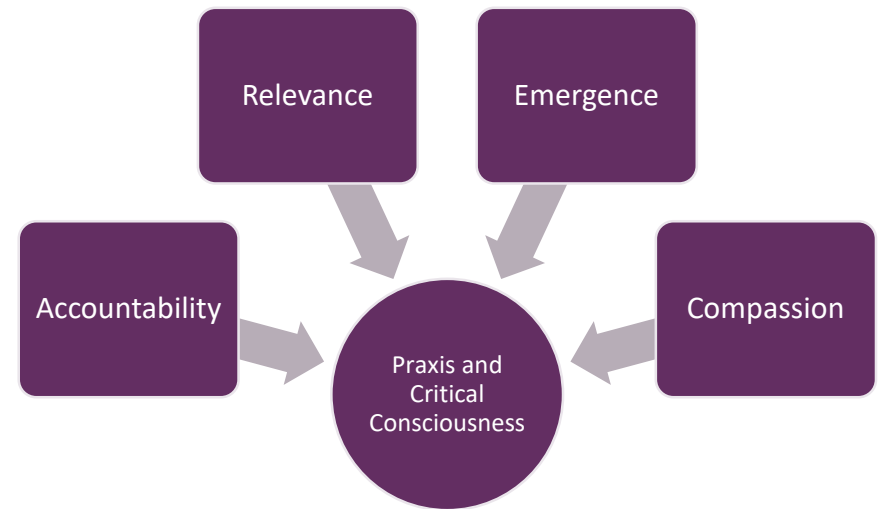 Relevance
Emergence
Accountability
Compassion
Praxis and
Critical
Consciousness